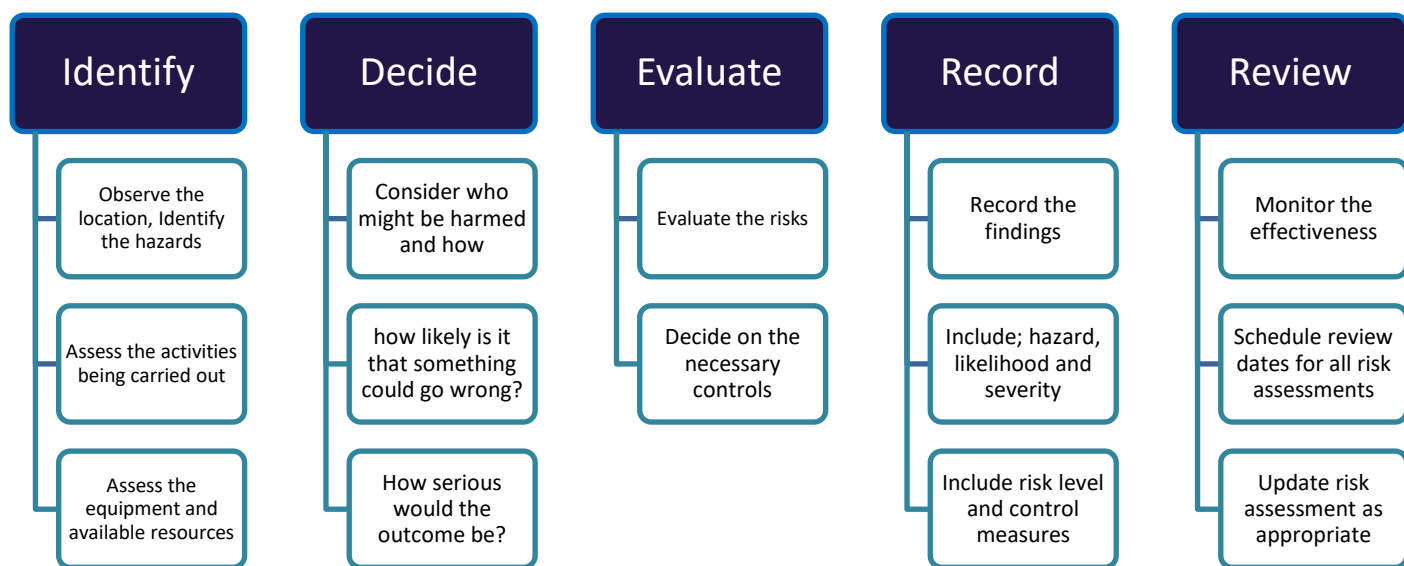 Identify
Observe the
location, Identify
the hazards
Assess the activities
being carried out
Assess the
equipment and
available resources
Decide
Consider who
might be harmed
and how
how likely is it
that something
could go wrong?
How serious
would the
outcome be?
Evaluate
Evaluate the risks
Decide on the
necessary
controls
Record
Record the
findings
Include; hazard,
likelihood and
severity
Include risk level
and control
measures
Review
Monitor the
effectiveness
Schedule review
dates for all risk
assessments
Update risk
assessment as
appropriate